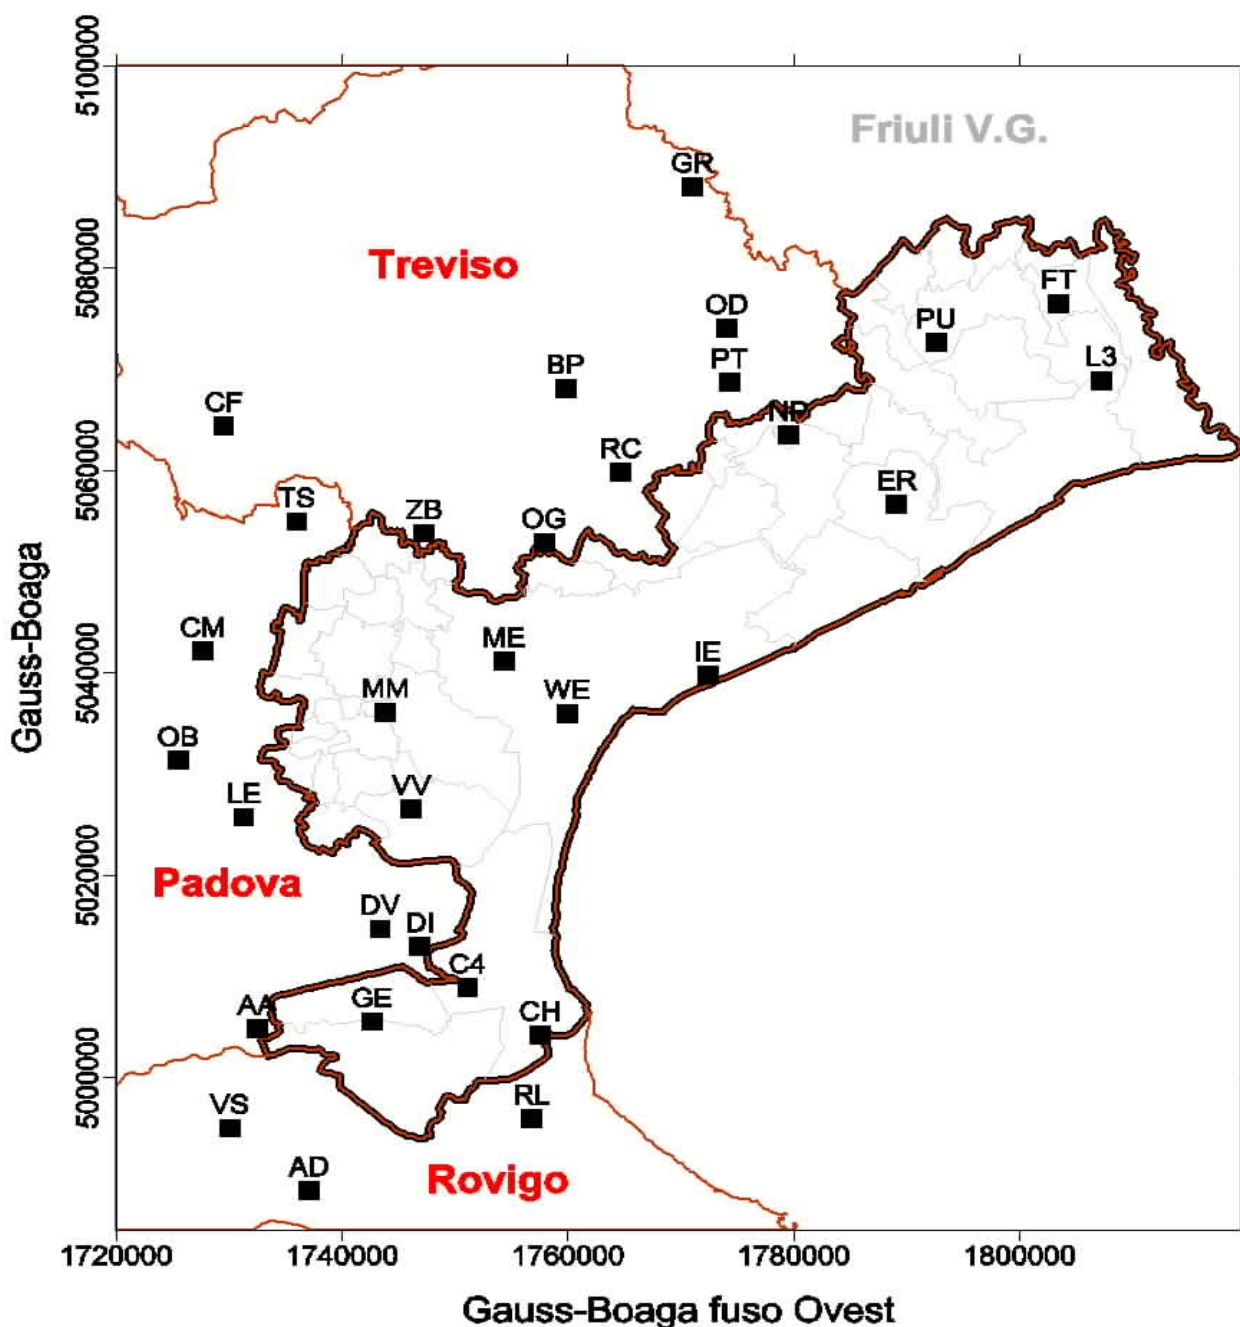 5100000
Friuli V.G.
GR
Treviso
5080000
FT
OD
PU
PT
L3
BP
CF
NP
RC
5060000
ER
TS
ZB
OG
CM
ME
IE
5040000
MM
WE
OB
VV
LE
Padova
5020000
DV
DI
C4
AA
GE
CH
5000000
VS
RL
AD
Rovigo
Gauss-Boaga
1720000 1740000 1760000 1780000 1800000
Gauss-Boaga fuso Ovest